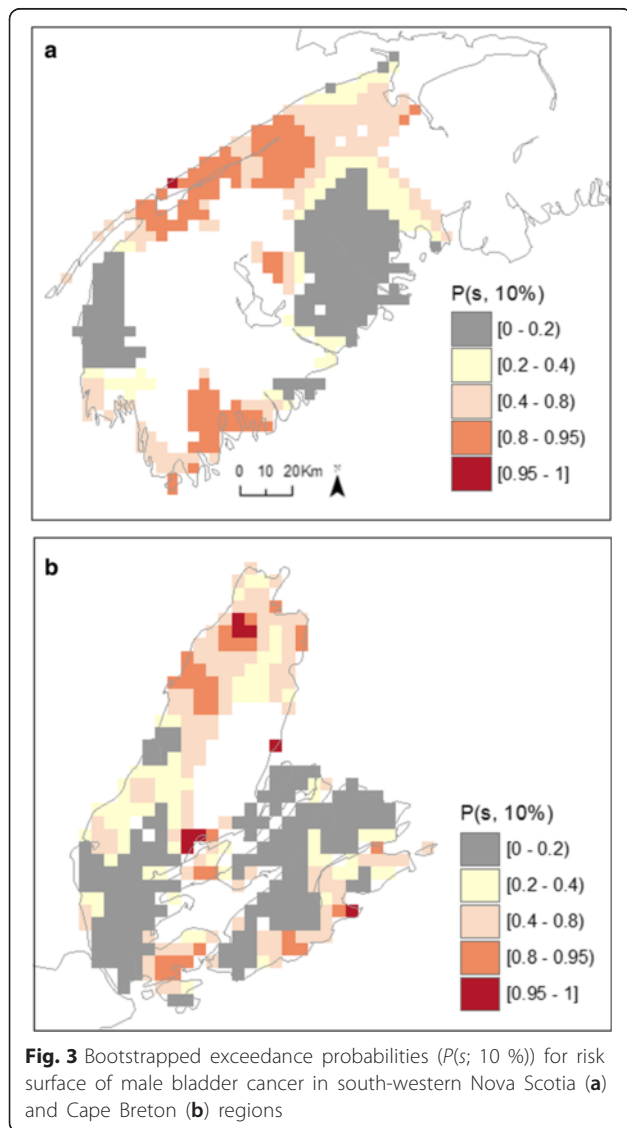 a
P(s, 10%)
[0 - 0.2)
[0.2 - 0.4)
[0.4 - 0.8)
[0.8 - 0.95)
[0.95 - 1]
0 10 20Km
b
P(s, 10%)
[0 - 0.2)
[0.2 - 0.4)
[0.4 - 0.8)
[0.8 - 0.95)
[0.95 - 1]
Fig. 3 Bootstrapped exceedance probabilities (P(s; 10 %)) for risk
surface of male bladder cancer in south-western Nova Scotia (a)
and Cape Breton (b) regions